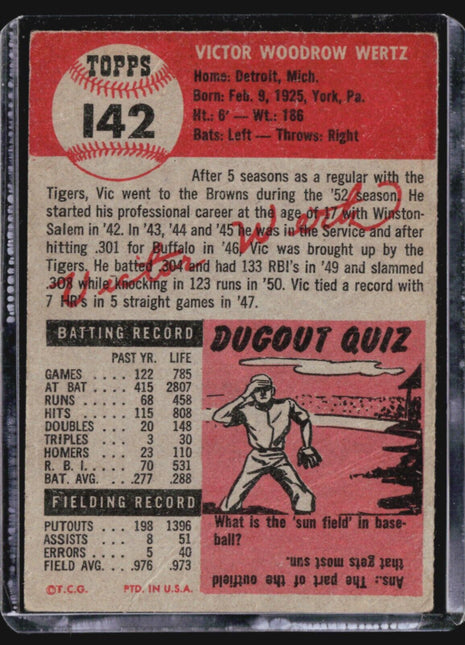 TOPPS
142
VICTOR WOODROW WERTZ
Home: Detroit, Mich.
Born: Feb. 9, 1925, York, Pa.
Ht.: 6' — Wt.: 186
Bats: Left — Throws: Right
After 5 seasons as a regular with the
Tigers, Vic went to the Browns during the '52 season. He
started his professional career at the age of 17 with Winston-
Salem in '42. In '43, '44 and '45 he was in the Service and after
hitting .301 for Buffalo in '46, Vic was brought up by the
Tigers. He batted .304 and had 133 RBI's in '49 and slammed
.308 while knocking in 123 runs in '50. Vic tied a record with
7 HR's in 5 straight games in '47.
Victor Wertz
BATTING RECORD
PAST YR. LIFE
GAMES .... 122 785
AT BAT .... 415 2807
RUNS .... 68 458
HITS .... 115 808
DOUBLES .. 20 148
TRIPLES ... 3 30
HOMERS .. 23 110
R. B. I. .... 70 531
BAT. AVG. .. .277 .288
FIELDING RECORD
PUTOUTS ... 198 1396
ASSISTS ... 8 51
ERRORS .... 5 40
FIELD AVG. .. .976 .973
©T.C.G. PTD. IN U.S.A.
DUGOUT QUIZ
What is the 'sun field' in base-
ball?
Ans.: The part of the outfield
that gets most sun.